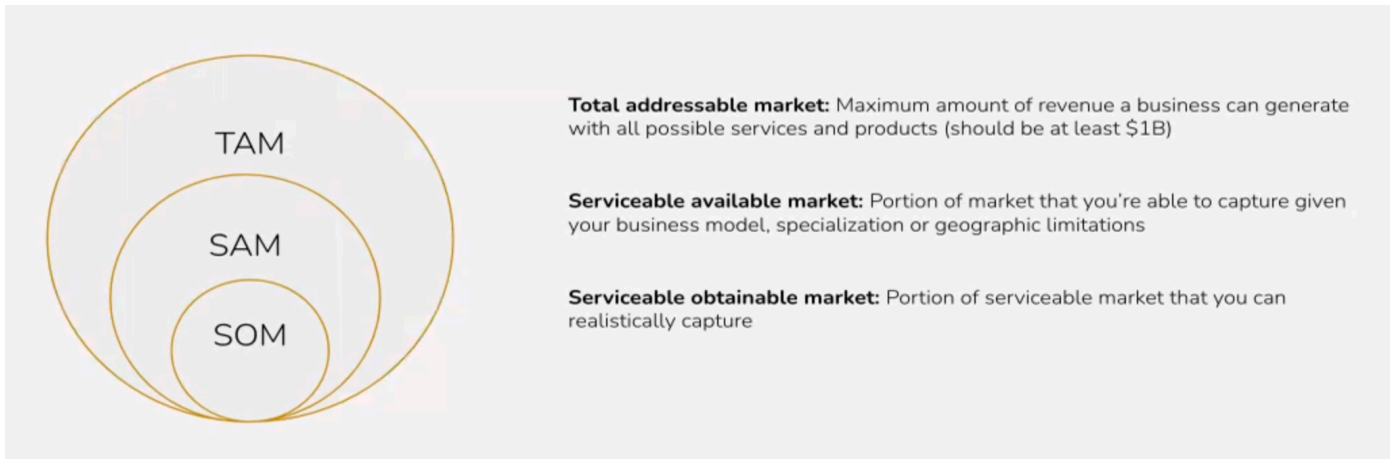 TAM
SAM
SOM
Total addressable market: Maximum amount of revenue a business can generate
with all possible services and products (should be at least $1B)
Serviceable available market: Portion of market that you're able to capture given
your business model, specialization or geographic limitations
Serviceable obtainable market: Portion of serviceable market that you can
realistically capture